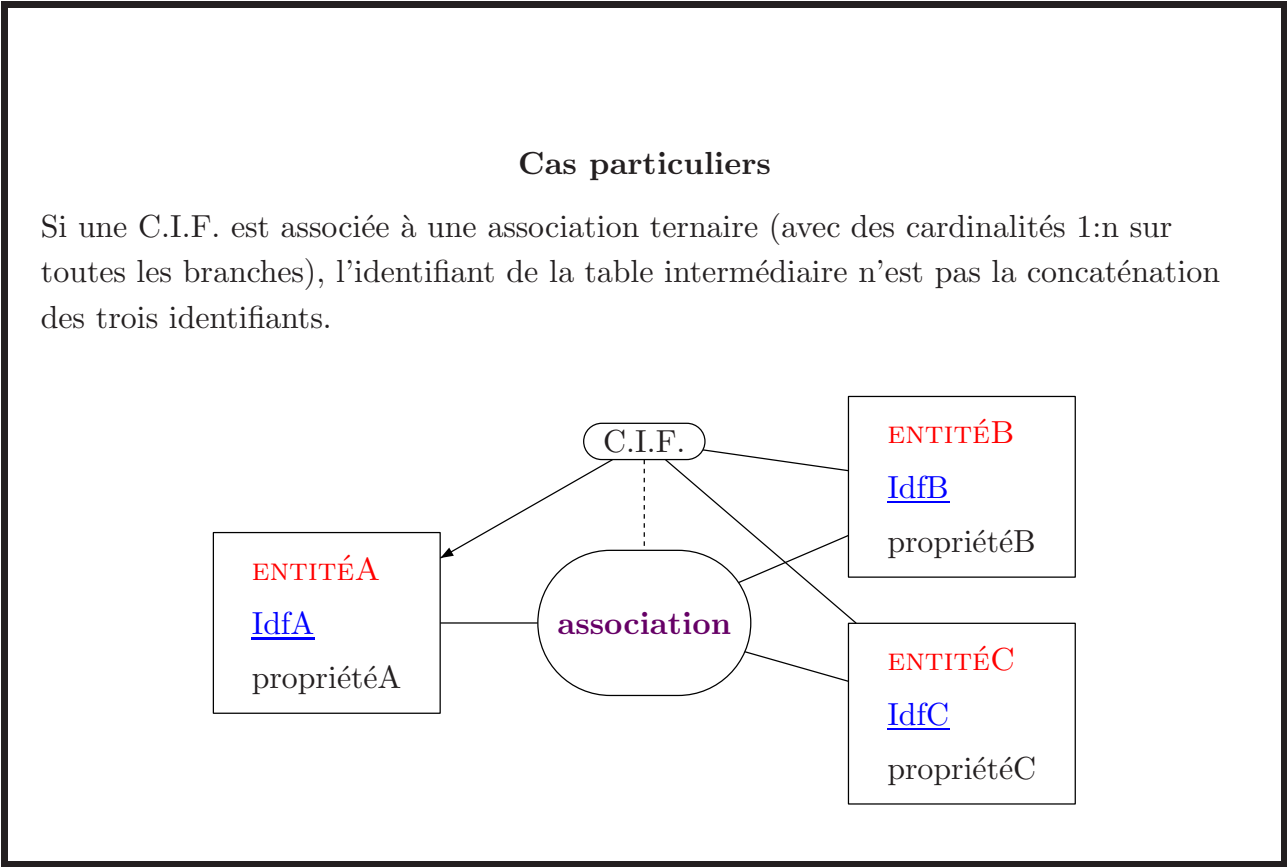 Cas particuliers
Si une C.I.F. est associée à une association ternaire (avec des cardinalités 1:n sur
toutes les branches), l'identifiant de la table intermédiaire n'est pas la concaténation
des trois identifiants.
C.I.F.
ENTITÉB
IdfB
propriétéB
ENTITÉA
IdfA
propriétéA
association
ENTITÉC
IdfC
propriétéC